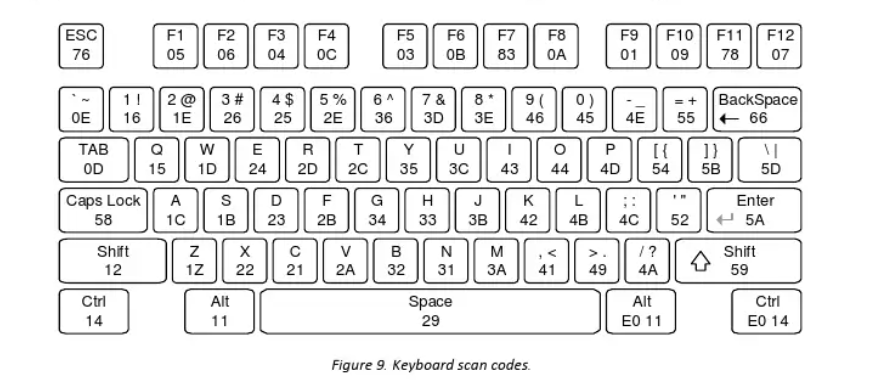 ESC F1 F2 F3 F4 F5 F6 F7 F8 F9 F10 F11 F12
76 05 06 04 0C 03 0B 83 0A 01 09 78 07
` ~ 1 ! 2 @ 3 # 4 $ 5 % 6 ^ 7 & 8 * 9 ( 0 ) - _ = + BackSpace
0E 16 1E 26 25 2E 36 3D 3E 46 45 4E 55 ← 66
TAB Q W E R T Y U I O P [ { ] } \ |
0D 15 1D 24 2D 2C 35 3C 43 44 4D 54 5B 5D
Caps Lock A S D F G H J K L ; : ' " Enter
58 1C 1B 23 2B 34 33 3B 42 4B 4C 52 ↵ 5A
Shift Z X C V B N M , < > . / ? ⇧ Shift
12 1Z 22 21 2A 32 31 3A 41 49 4A 59
Ctrl Alt Space Alt Ctrl
14 11 29 E0 11 E0 14
Figure 9. Keyboard scan codes.